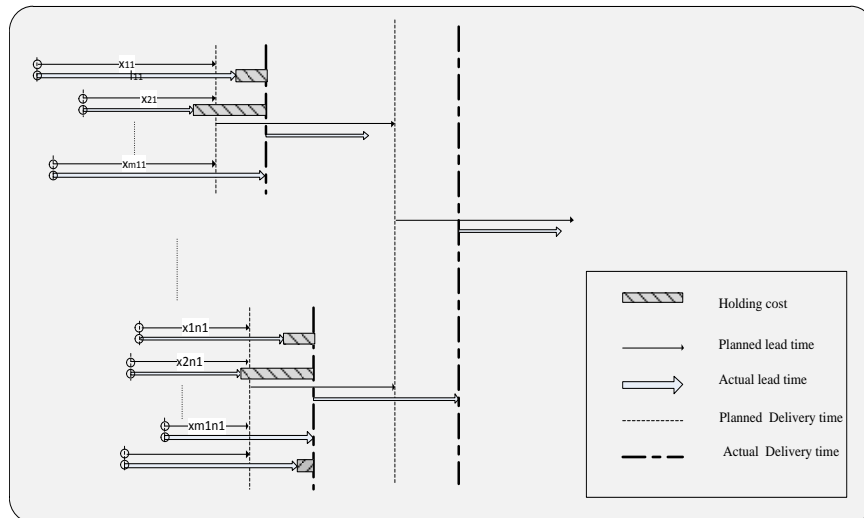 x11
l11
x21
xm11
x1n1
x2n1
xm1n1
Holding cost
Planned lead time
Actual lead time
Planned Delivery time
Actual Delivery time